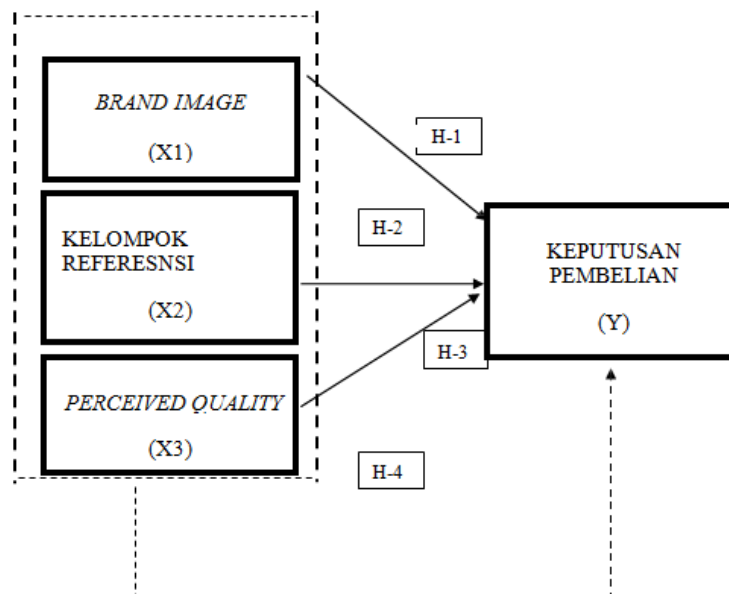 BRAND IMAGE
(X1)
H-1
KELOMPOK
REFERESNSI
(X2)
H-2
KEPUTUSAN
PEMBELIAN
(Y)
H-3
PERCEIVED QUALITY
(X3)
H-4